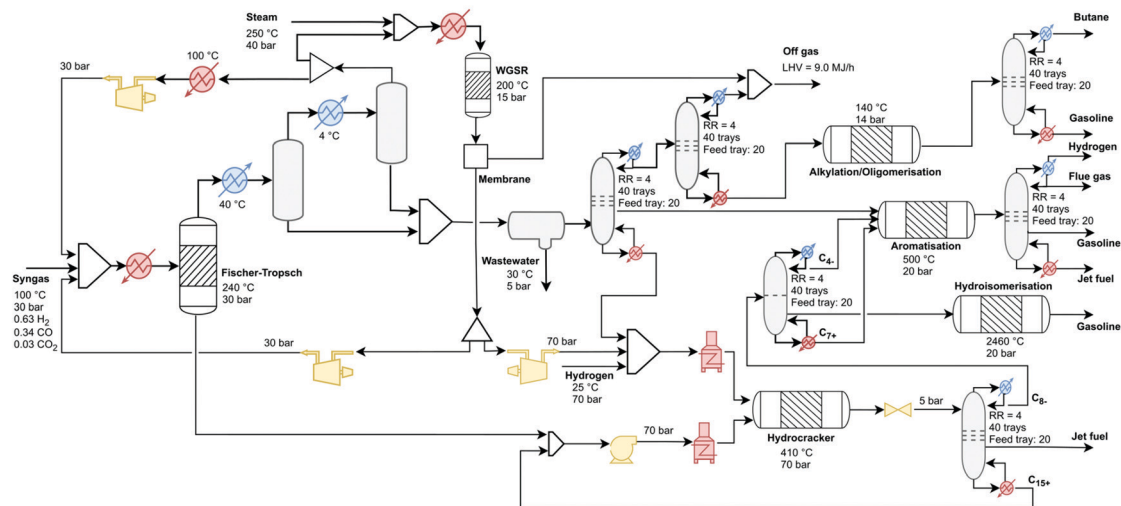 Steam
250 °C
40 bar
30 bar
100 °C
WGSR
200 °C
15 bar
4 °C
40 °C
Membrane
Off gas
LHV = 9.0 MJ/h
RR = 4
40 trays
Feed tray: 20
RR = 4
40 trays
Feed tray: 20
140 °C
14 bar
Alkylation/Oligomerisation
Butane
RR = 4
40 trays
Feed tray: 20
Gasoline
Hydrogen
Flue gas
RR = 4
40 trays
Feed tray: 20
Gasoline
Jet fuel
Aromatisation
500 °C
20 bar
Syngas
100 °C
30 bar
0.63 H2
0.34 CO
0.03 CO2
Fischer-Tropsch
240 °C
30 bar
Wastewater
30 °C
5 bar
C4-
RR = 4
40 trays
Feed tray: 20
C7+
Hydroisomerisation
2460 °C
20 bar
Gasoline
30 bar
70 bar
Hydrogen
25 °C
70 bar
70 bar
Hydrocracker
410 °C
70 bar
5 bar
C8-
RR = 4
40 trays
Feed tray: 20
Jet fuel
C15+